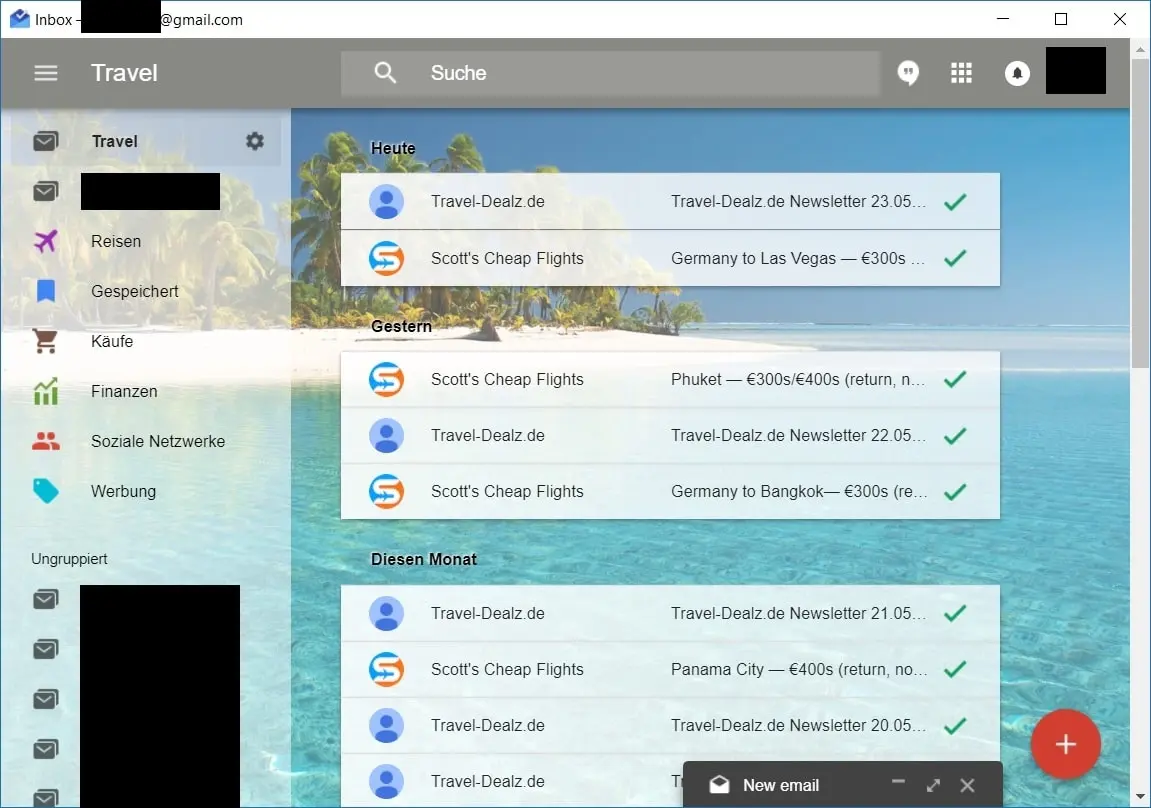 Inbox –
@gmail.com
Travel
Suche
Travel
Reisen
Gespeichert
Käufe
Finanzen
Soziale Netzwerke
Werbung
Ungruppiert
Heute
Travel-Dealz.de Travel-Dealz.de Newsletter 23.05…
Scott's Cheap Flights Germany to Las Vegas — €300s …
Gestern
Scott's Cheap Flights Phuket — €300s/€400s (return, n…
Travel-Dealz.de Travel-Dealz.de Newsletter 22.05…
Scott's Cheap Flights Germany to Bangkok— €300s (re…
Diesen Monat
Travel-Dealz.de Travel-Dealz.de Newsletter 21.05…
Scott's Cheap Flights Panama City — €400s (return, no…
Travel-Dealz.de Travel-Dealz.de Newsletter 20.05…
Travel-Dealz.de
New email